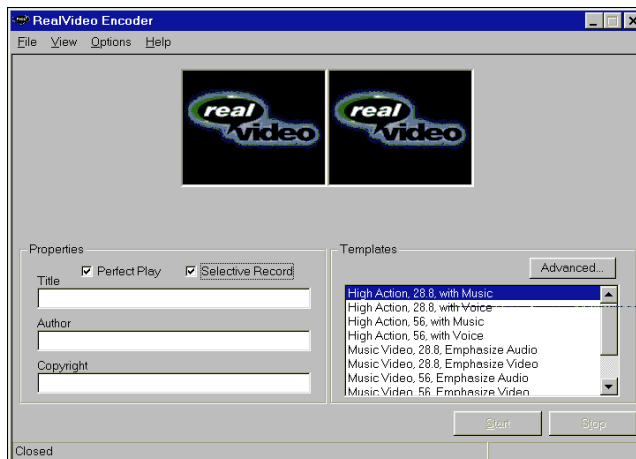 RealVideo Encoder
File View Options Help
real video
real video
Properties
Perfect Play Selective Record
Title
Author
Copyright
Templates
Advanced...
High Action, 28.8, with Music
High Action, 28.8, with Voice
High Action, 56, with Music
High Action, 56, with Voice
Music Video, 28.8, Emphasize Audio
Music Video, 28.8, Emphasize Video
Music Video, 56, Emphasize Audio
Music Video, 56, Emphasize Video
Start Stop
Closed